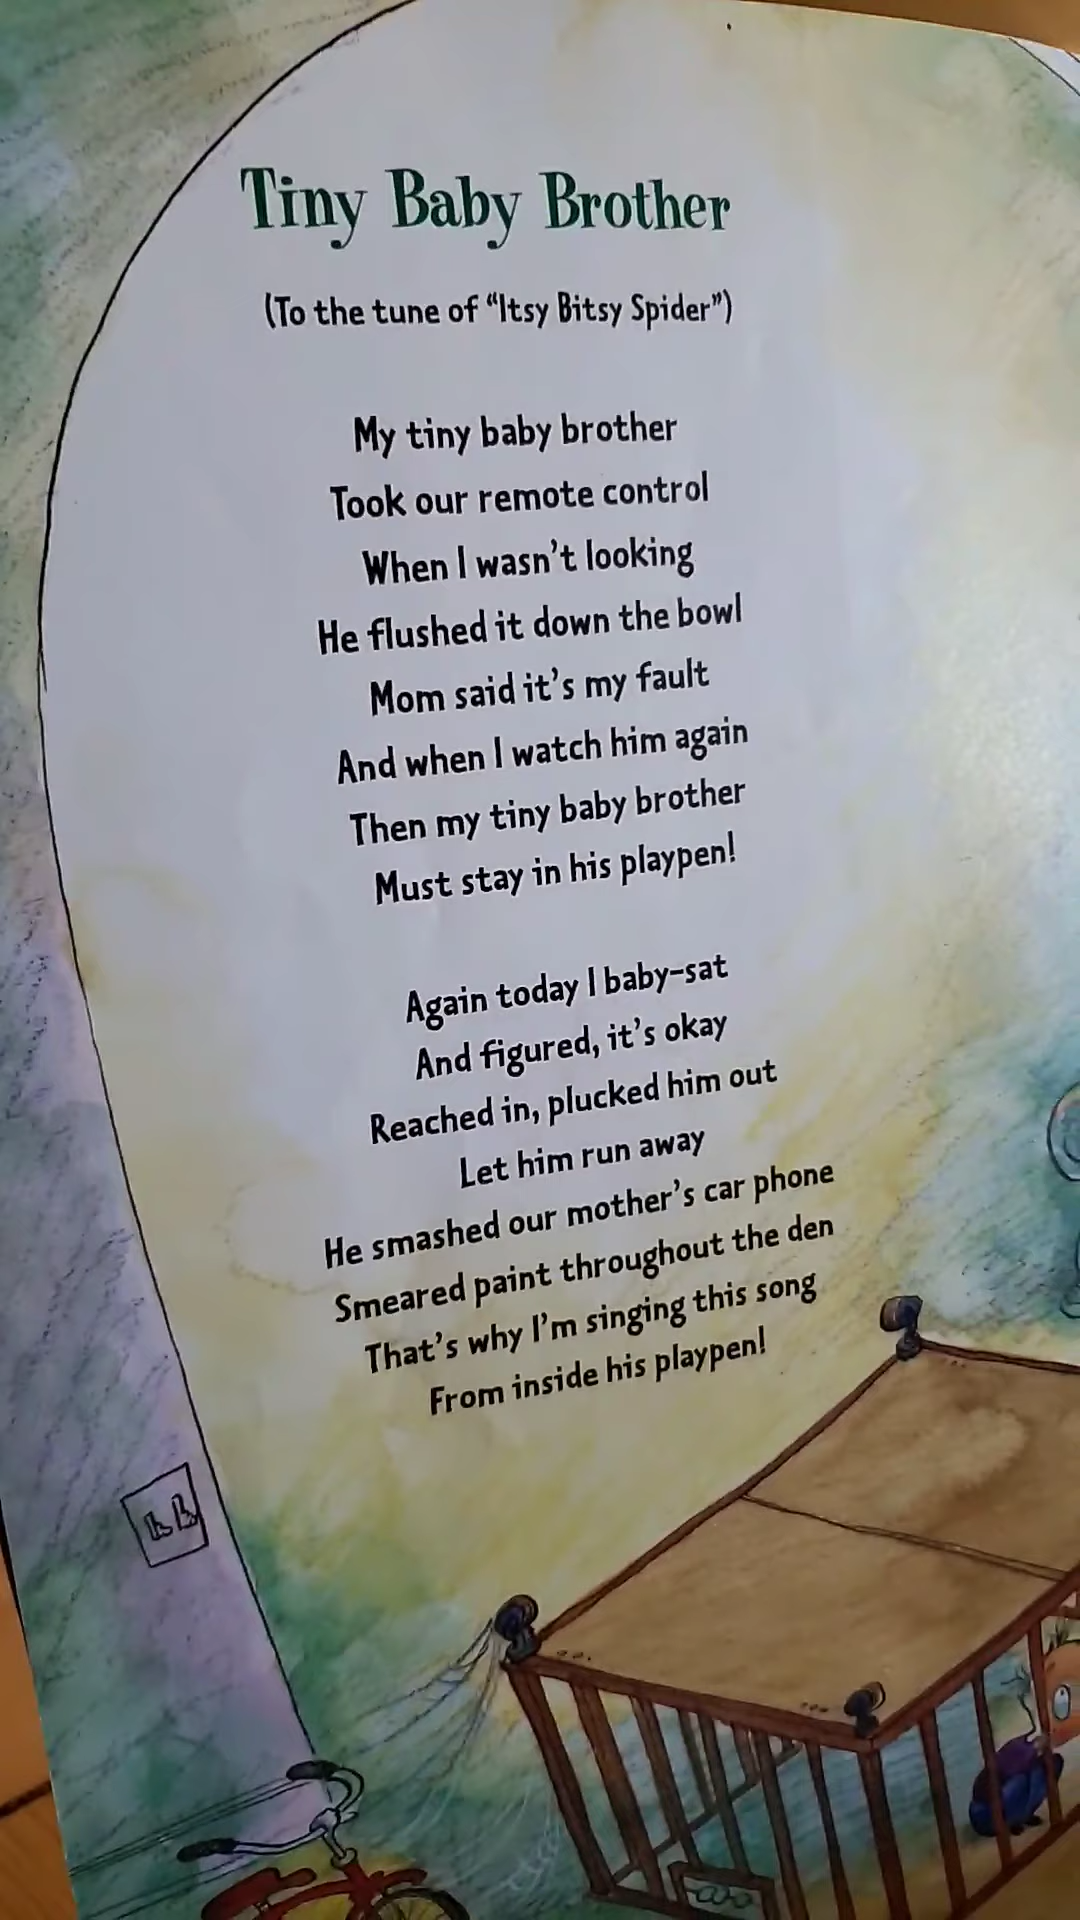 Tiny Baby Brother
(To the tune of “Itsy Bitsy Spider”)
My tiny baby brother
Took our remote control
When I wasn’t looking
He flushed it down the bowl
Mom said it’s my fault
And when I watch him again
Then my tiny baby brother
Must stay in his playpen!
Again today I baby-sat
And figured, it’s okay
Reached in, plucked him out
Let him run away
He smashed our mother’s car phone
Smeared paint throughout the den
That’s why I’m singing this song
From inside his playpen!